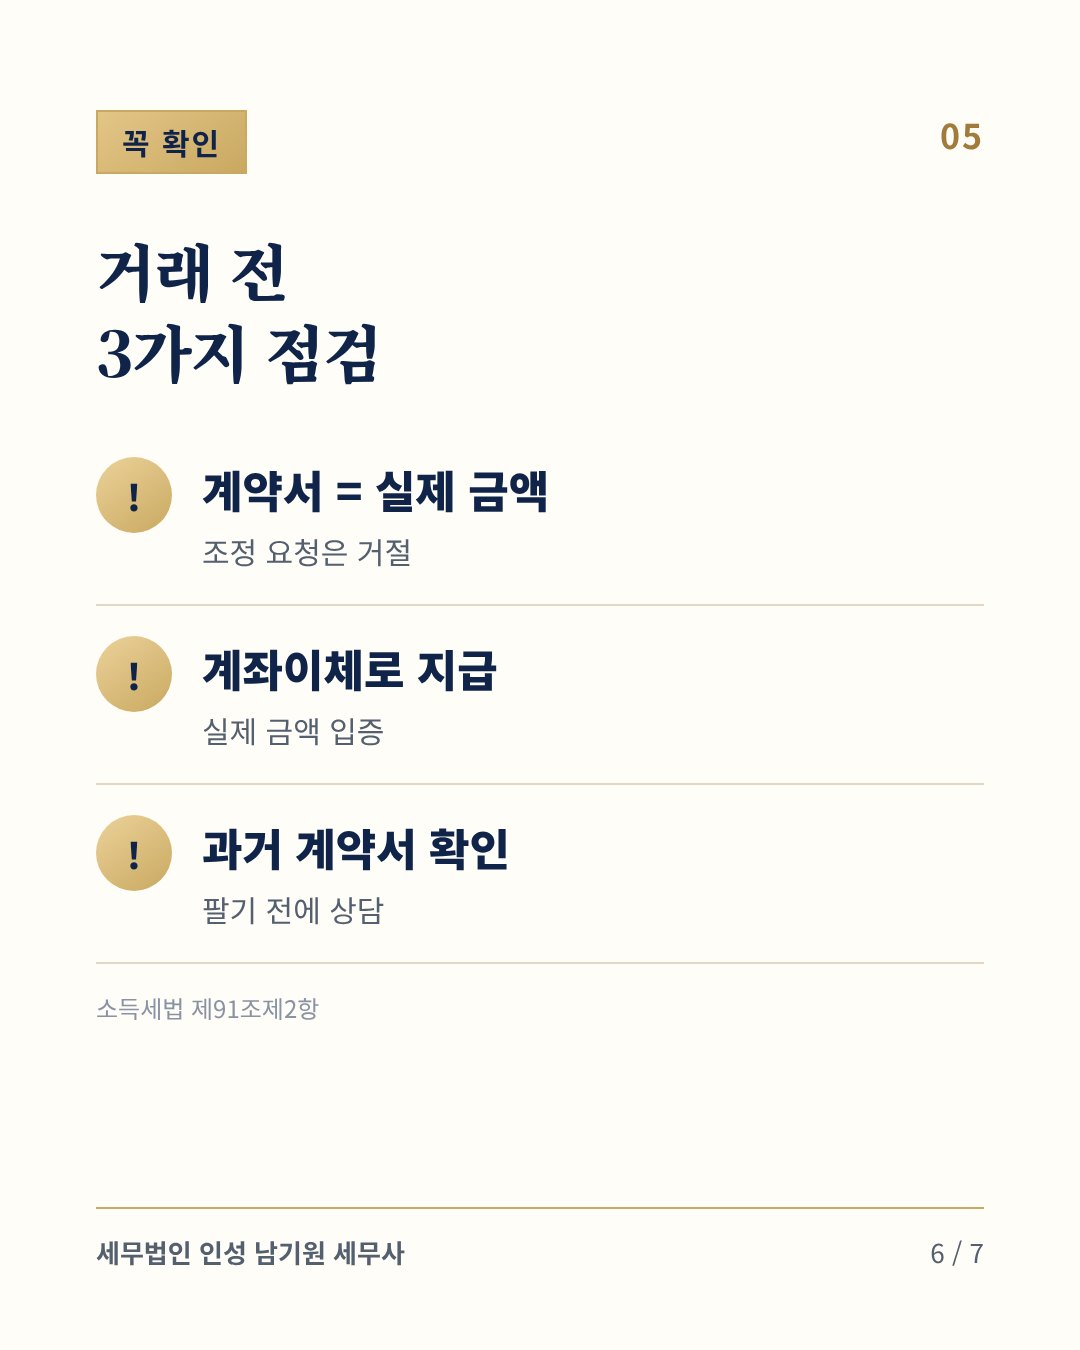 꼭 확인
05
거래 전
3가지 점검
!
계약서 = 실제 금액
조정 요청은 거절
!
계좌이체로 지급
실제 금액 입증
!
과거 계약서 확인
팔기 전에 상담
소득세법 제91조제2항
세무법인 인성 남기원 세무사
6 / 7